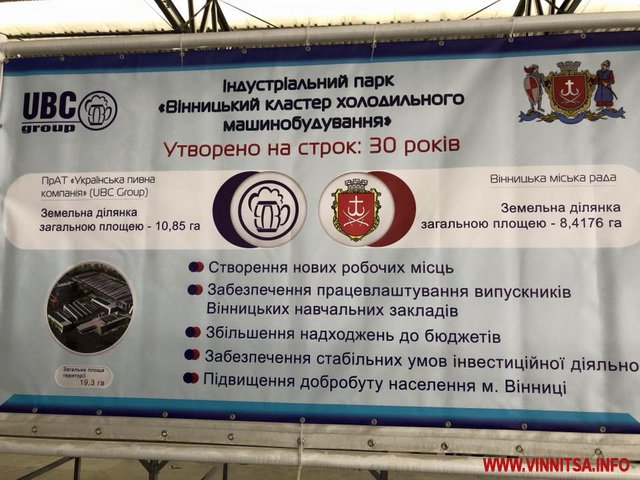 UBC
group
Індустріальний парк
«Вінницький кластер холодильного
машинобудування»
Утворено на строк: 30 років
ПрАТ «Українська пивна
компанія» (UBC Group)
Земельна ділянка
загальною площею - 10,85 га
Вінницька міська рада
Земельна ділянка
загальною площею - 8,4176 га
Створення нових робочих місць
Забезпечення працевлаштування випускників
Вінницьких навчальних закладів
Збільшення надходжень до бюджетів
Забезпечення стабільних умов інвестиційної діяльно
Підвищення добробуту населення м. Вінниці
Загальна площа
території
19,3 га
WWW.VINNITSA.INFO